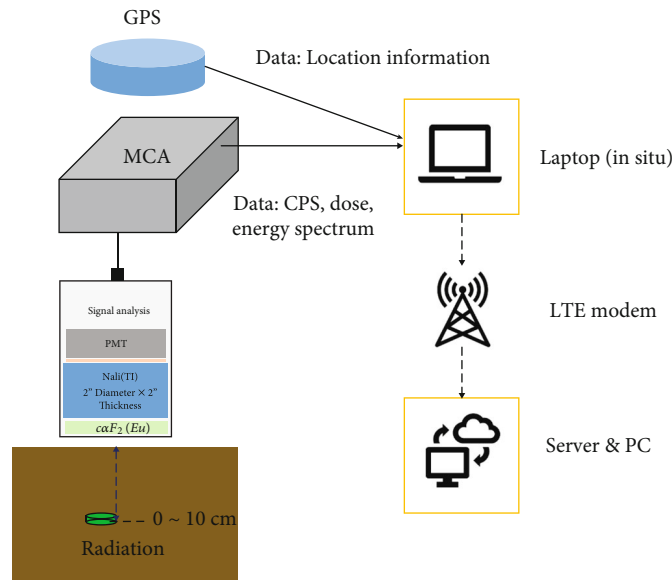 GPS
Data: Location information
MCA
Laptop (in situ)
Data: CPS, dose,
energy spectrum
Signal analysis
PMT
NaIi(TI)
2” Diameter × 2”
Thickness
cαF₂ (Eu)
LTE modem
Server & PC
0 ~ 10 cm
Radiation